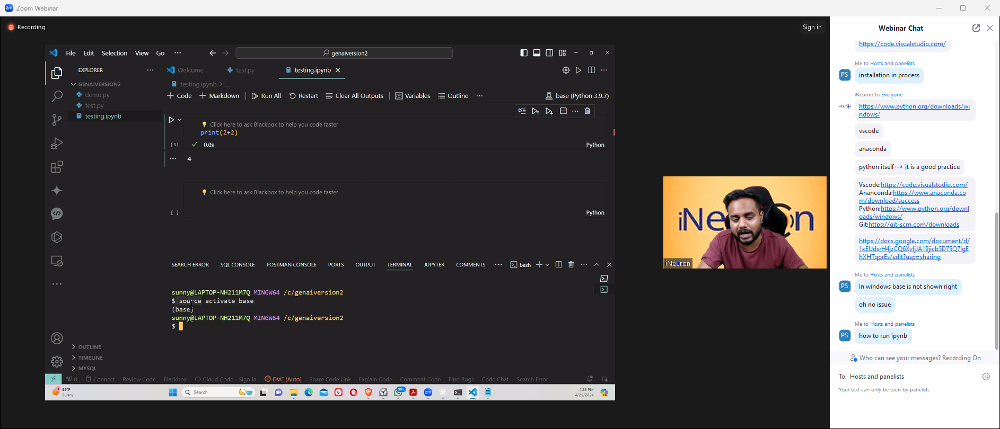 Zoom Webinar
Recording
Sign in
File Edit Selection View Go ...
genaiversion2
EXPLORER
GENAIVERSION2
demo.py
test.py
testing.ipynb
Welcome test.py testing.ipynb
testing.ipynb > ...
+ Code + Markdown Run All Restart Clear All Outputs Variables Outline ... base (Python 3.9.7)
Click here to ask Blackbox to help you code faster
print(2+2)
[3] 0.0s Python
... 4
Click here to ask Blackbox to help you code faster
[ ] Python
SEARCH ERROR SQL CONSOLE POSTMAN CONSOLE PORTS OUTPUT TERMINAL JUPYTER COMMENTS ... bash
sunny@LAPTOP-NH211M7Q MINGW64 /c/genaiversion2
$ source activate base
(base)
sunny@LAPTOP-NH211M7Q MINGW64 /c/genaiversion2
$
OUTLINE
TIMELINE
MYSQL
0 Connect Review Code Blackbox Cloud Code - Sign in DVC (Auto) Share Code Link Explain Code Comment Code Find Bugs Code Chat Search Error
1 89°F
Sunny
Search
99+
4:28 PM
4/21/2024
iNeuron
iNeuron
Webinar Chat
https://code.visualstudio.com/
Me to Hosts and panelists
PS installation in process
iNeuron to Everyone
https://www.python.org/downloads/wi
ndows/
vscode
anaconda
python itself--> it is a good practice
Vscode:https://code.visualstudio.com/
Ananconda:https://www.anaconda.co
m/download/success
Python:https://www.python.org/downl
oads/windows/
Git:https://git-scm.com/downloads
https://docs.google.com/document/d/
Me to Hosts and panelists
PS In windows base is not shown right
oh no issue
Me to Hosts and panelists
PS how to run ipynb
Who can see your messages? Recording On
To: Hosts and panelists
Your text can only be seen by panelists